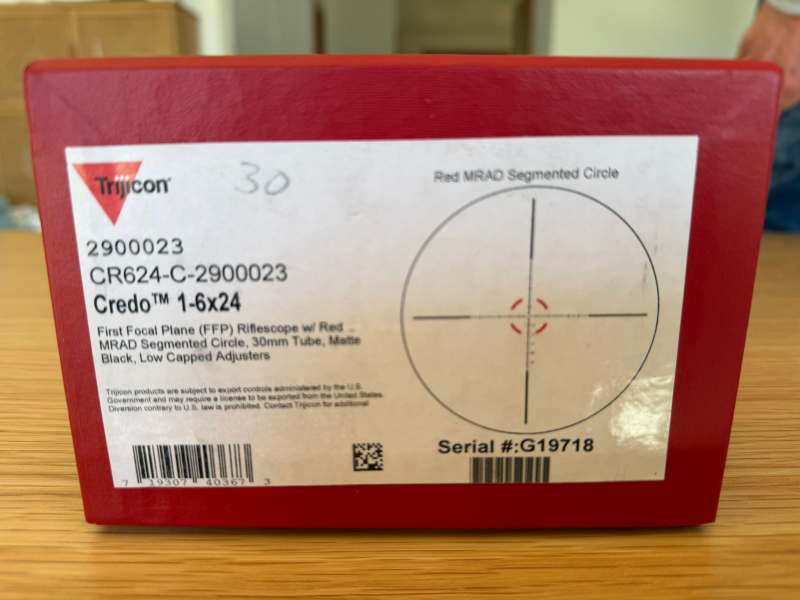 Trijicon
30
2900023
CR624-C-2900023
Credo™ 1-6x24
First Focal Plane (FFP) Riflescope w/ Red
MRAD Segmented Circle, 30mm Tube, Matte
Black, Low Capped Adjusters
Trijicon products are subject to export controls administered by the U.S.
Government and may require a license to be exported from the United States.
Diversion contrary to U.S. law is prohibited. Contact Trijicon for additional
7 19307 40367 3
Red MRAD Segmented Circle
Serial #:G19718